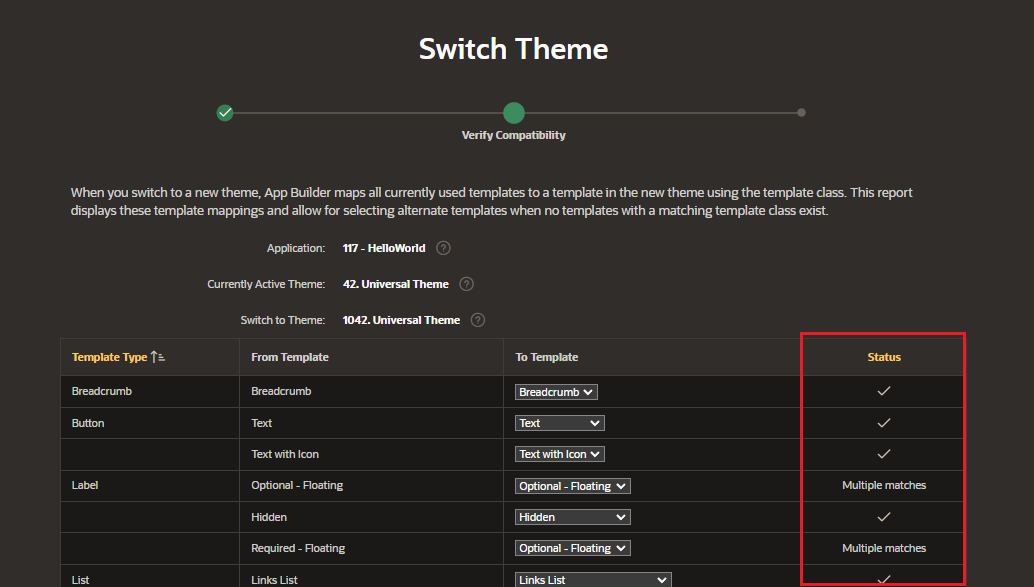 Switch Theme
Verify Compatibility
When you switch to a new theme, App Builder maps all currently used templates to a template in the new theme using the template class. This report
displays these template mappings and allow for selecting alternate templates when no templates with a matching template class exist.
Application: 117 - HelloWorld ?
Currently Active Theme: 42. Universal Theme ?
Switch to Theme: 1042. Universal Theme ?
Template Type From Template To Template Status
Breadcrumb Breadcrumb Breadcrumb
Button Text Text
Text with Icon Text with Icon
Label Optional - Floating Optional - Floating Multiple matches
Hidden Hidden
Required - Floating Optional - Floating Multiple matches
List Links List Links List